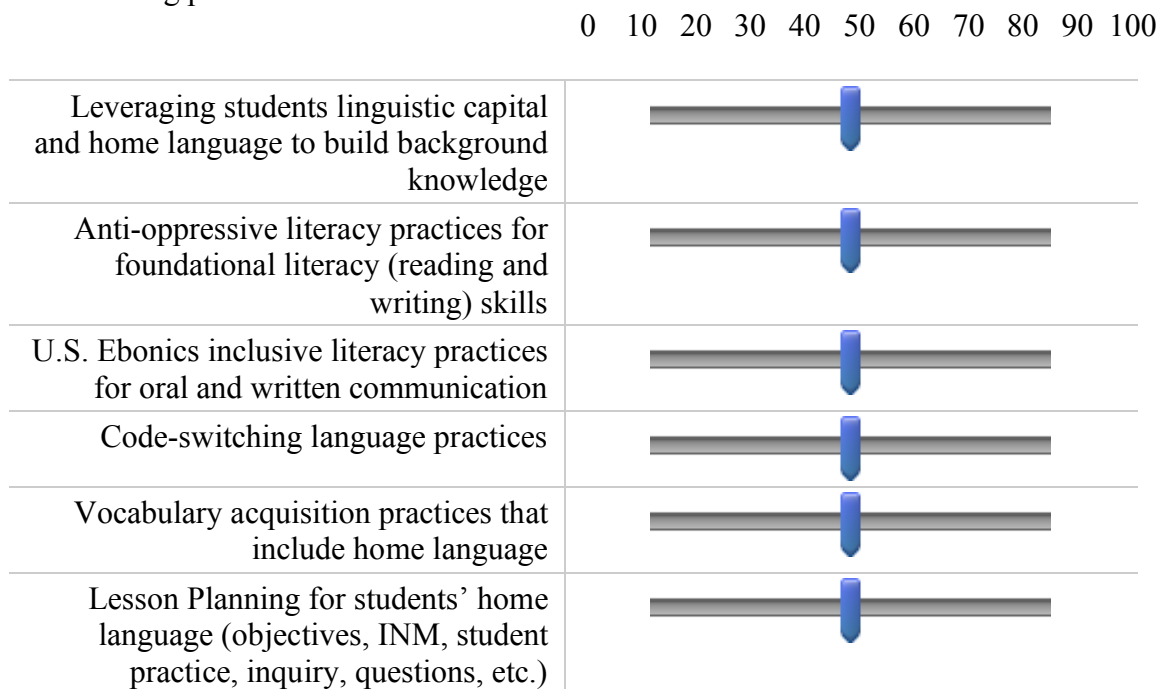 0 10 20 30 40 50 60 70 80 90 100
Leveraging students linguistic capital
and home language to build background
knowledge
Anti-oppressive literacy practices for
foundational literacy (reading and
writing) skills
U.S. Ebonics inclusive literacy practices
for oral and written communication
Code-switching language practices
Vocabulary acquisition practices that
include home language
Lesson Planning for students’ home
language (objectives, INM, student
practice, inquiry, questions, etc.)